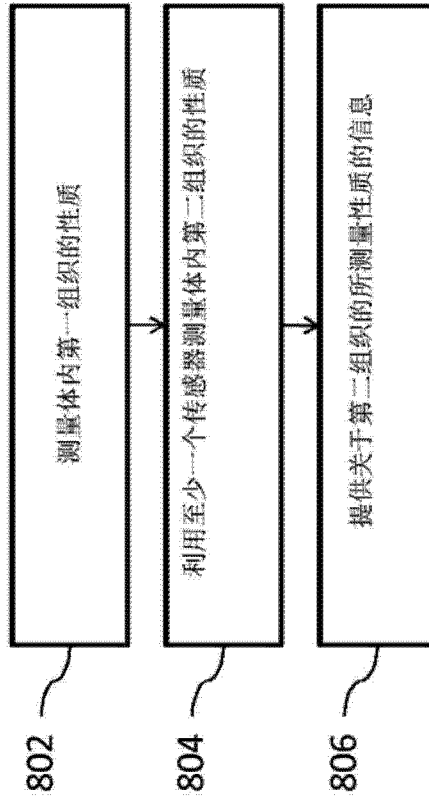 802
测量体内第一组织的性质
804
利用至少一个传感器测量体内第二组织的性质
806
提供关于第二组织的所测量性质的信息